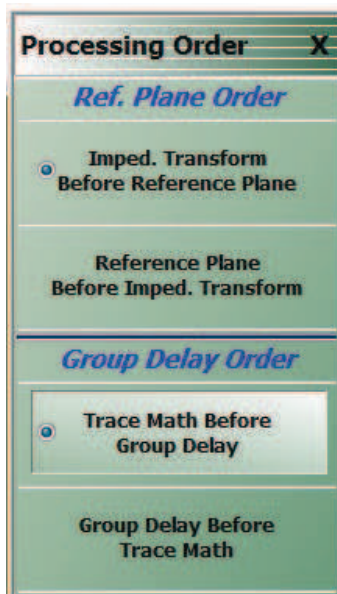 Processing Order X
Ref. Plane Order
Imped. Transform
Before Reference Plane
Reference Plane
Before Imped. Transform
Group Delay Order
Trace Math Before
Group Delay
Group Delay Before
Trace Math